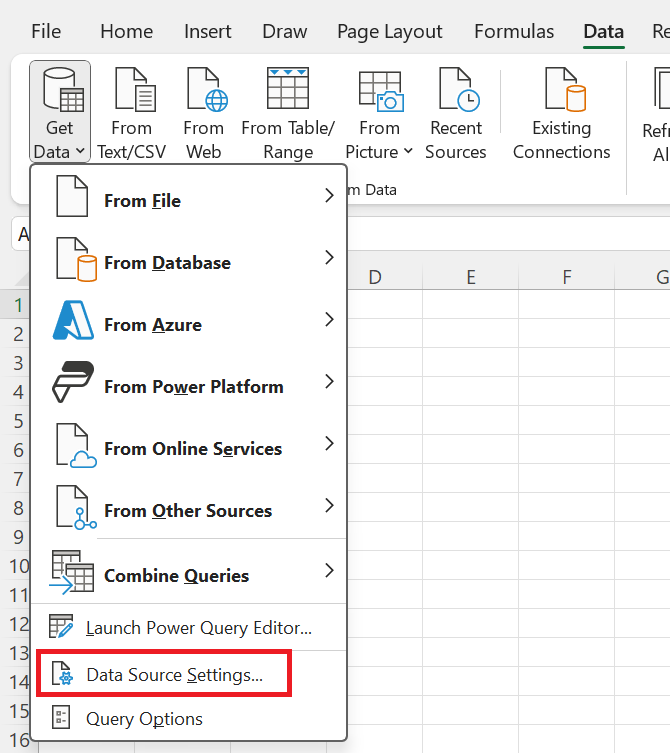 File Home Insert Draw Page Layout Formulas Data Re
Get Data
From Text/CSV
From Web
From Table/ Range
From Picture
Recent Sources
Existing Connections
Refr
Al
m Data
A
D E F G
1
2
3
4
5
6
7
8
9
10
11
12
13
14
15
16
From File
From Database
From Azure
From Power Platform
From Online Services
From Other Sources
Combine Queries
Launch Power Query Editor...
Data Source Settings...
Query Options